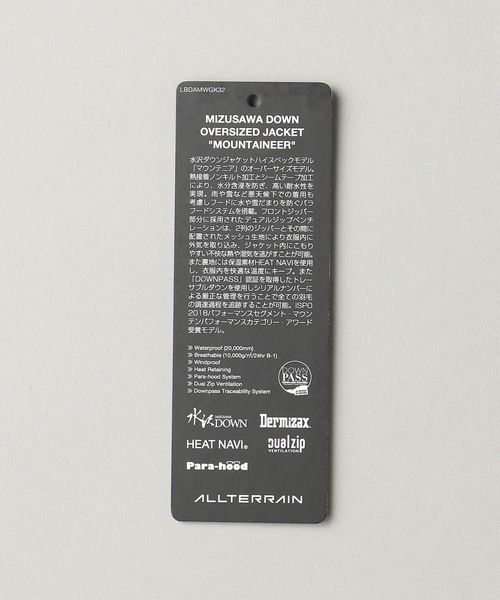 LBDAMWGK32
MIZUSAWA DOWN
OVERSIZED JACKET
"MOUNTAINEER"
水沢ダウンジャケットハイスペックモデル
「マウンテニア」のオーバーサイズモデル。
熱接着ノンキルト加工とシームテープ加工
により、水分含浸を防ぎ、高い耐水性を
実現。雨や雪など悪天候下での着用も
考慮しフードに水や雪だまりを防ぐパラ
フードシステムを搭載。フロントジッパー
部分に採用されたデュアルジップベンチ
レーションは、2列のジッパーとその間に
配置されたメッシュ生地により衣服内に
外気を取り込み、ジャケット内にこもり
やすい不快な熱や湿気を逃がすことが可能。
また裏地には保温素材HEAT NAVIを使用
し、衣服内を快適な温度にキープ。また
「DOWNPASS」認証を取得したトレー
サブルダウンを使用しシリアルナンバーに
よる厳正な管理を行うことで全ての羽毛
の調達過程を追跡することが可能。ISPO
2018パフォーマンスセグメント・マウン
テンパフォーマンスカテゴリー・アワード
受賞モデル。
≫ Waterproof (20,000mm)
≫ Breathable (10,000g/㎡/24hr B-1)
≫ Windproof
≫ Heat Retaining
≫ Para-hood System
≫ Dual Zip Ventilation
≫ Downpass Traceability System
DOWN
PASS
水沢 MIZUSAWA DOWN
Dermizax®
HEAT NAVI®
DUALZIP
VENTILATION
Para-hood
ALLTERRAIN